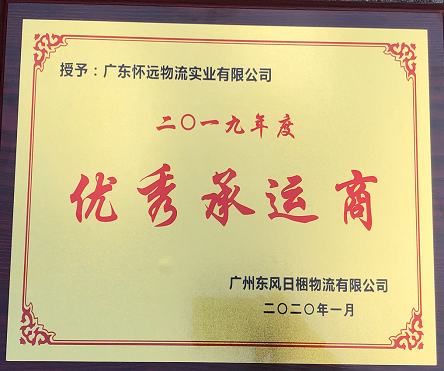 授予：广东怀远物流实业有限公司
二〇一九年度
优秀承运商
广州东风日梱物流有限公司
二〇二〇年一月